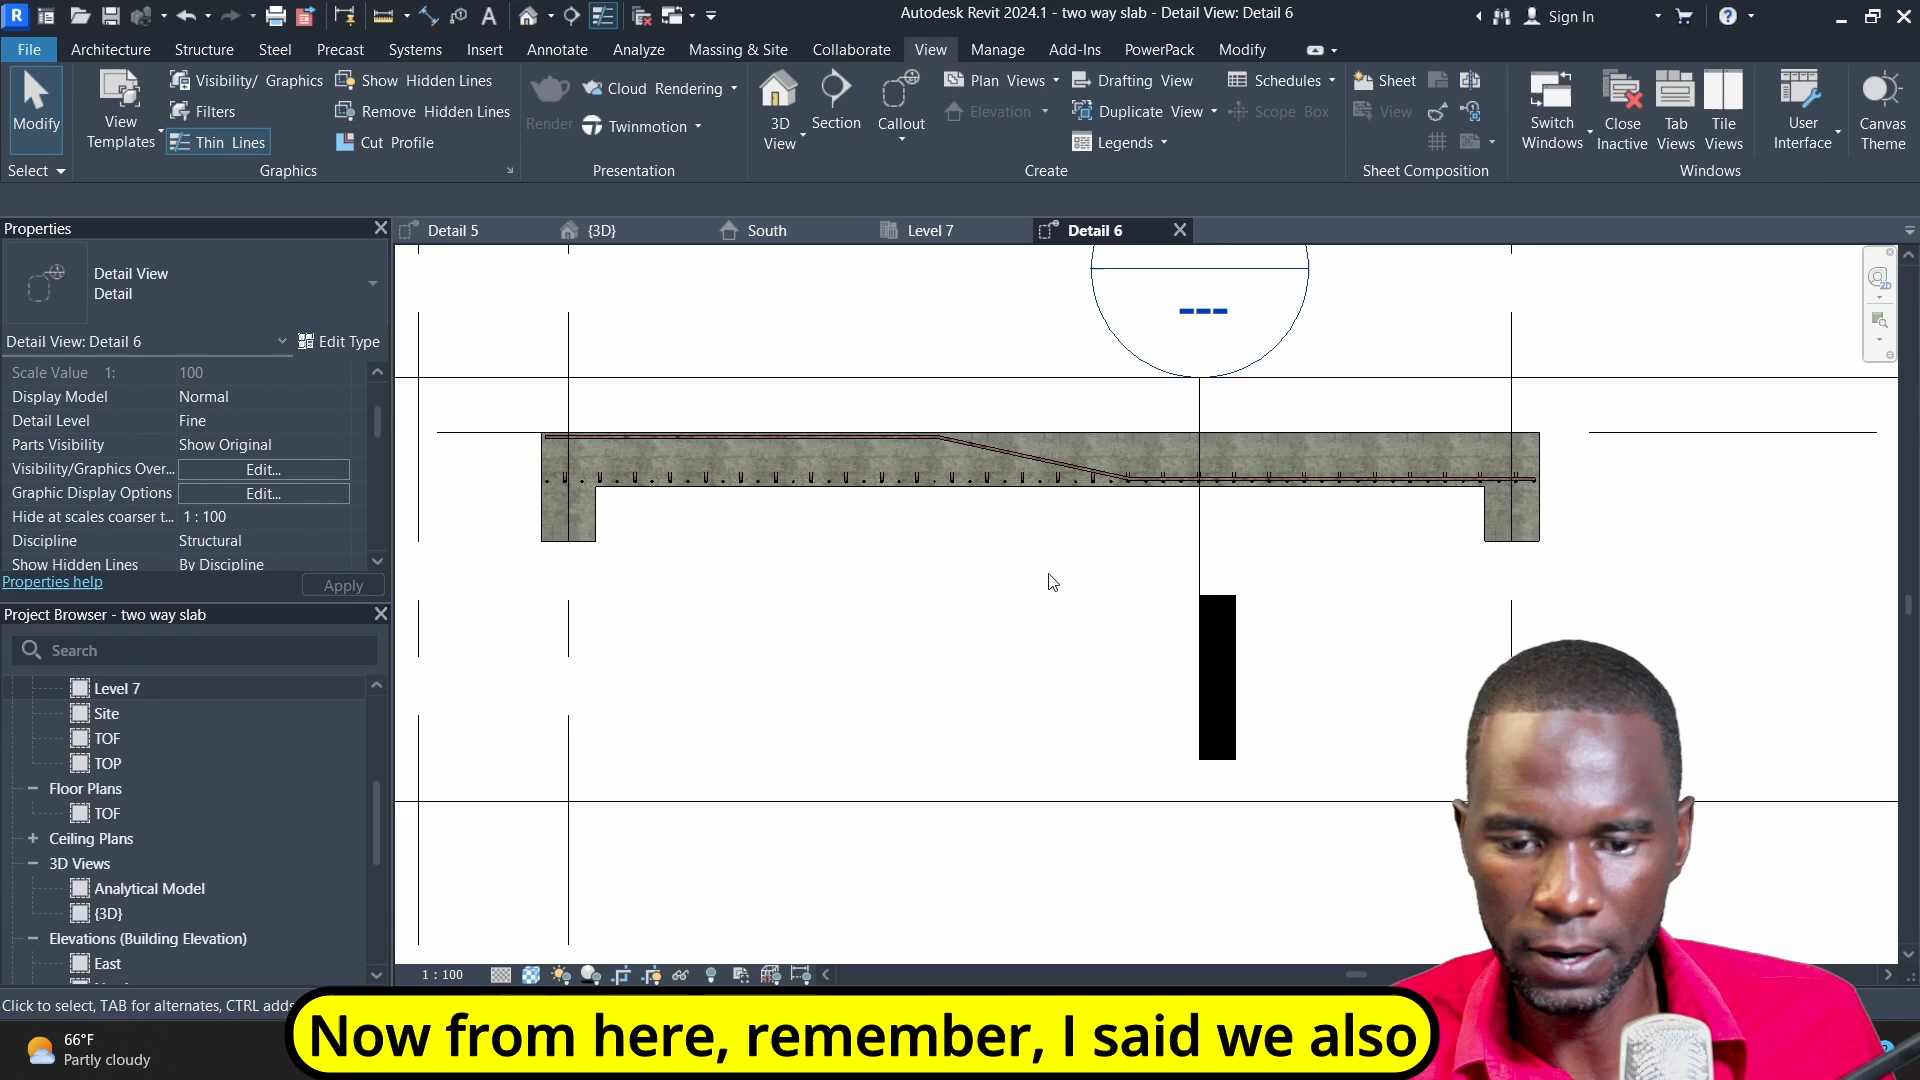 Autodesk Revit 2024.1 - two way slab - Detail View: Detail 6
Sign In
File Architecture Structure Steel Precast Systems Insert Annotate Analyze Massing & Site Collaborate View Manage Add-Ins PowerPack Modify
Modify
Select
View Templates
Visibility/ Graphics
Filters
Thin Lines
Show Hidden Lines
Remove Hidden Lines
Cut Profile
Graphics
Render
Cloud Rendering
Twinmotion
Presentation
3D View
Section
Callout
Plan Views
Elevation
Drafting View
Duplicate View
Legends
Schedules
Scope Box
Create
Sheet
View
Sheet Composition
Switch Windows
Close Inactive
Tab Views
Tile Views
Windows
User Interface
Canvas Theme
Properties
Detail View
Detail
Detail View: Detail 6
Edit Type
Scale Value 1: 100
Display Model Normal
Detail Level Fine
Parts Visibility Show Original
Visibility/Graphics Over... Edit...
Graphic Display Options Edit...
Hide at scales coarser t... 1 : 100
Discipline Structural
Show Hidden Lines By Discipline
Properties help
Apply
Project Browser - two way slab
Search
Level 7
Site
TOF
TOP
Floor Plans
TOF
Ceiling Plans
3D Views
Analytical Model
{3D}
Elevations (Building Elevation)
East
Detail 5
{3D}
South
Level 7
Detail 6
2D
1 : 100
Click to select, TAB for alternates, CTRL adds
66°F
Partly cloudy
Now from here, remember, I said we also